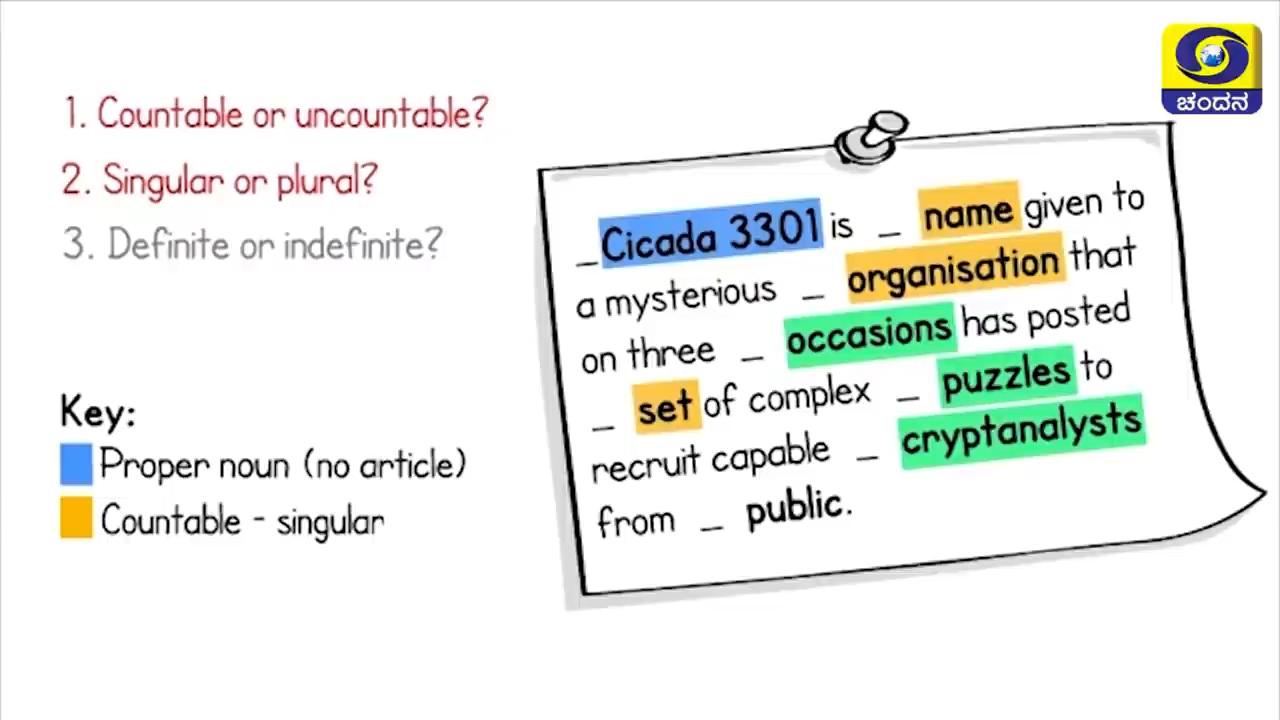 ಚಂದನ
1. Countable or uncountable?
2. Singular or plural?
3. Definite or indefinite?
Key:
Proper noun (no article)
Countable - singular
_Cicada 3301 is _ name given to
a mysterious _ organisation that
on three _ occasions has posted
_ set of complex _ puzzles to
recruit capable _ cryptanalysts
from _ public.